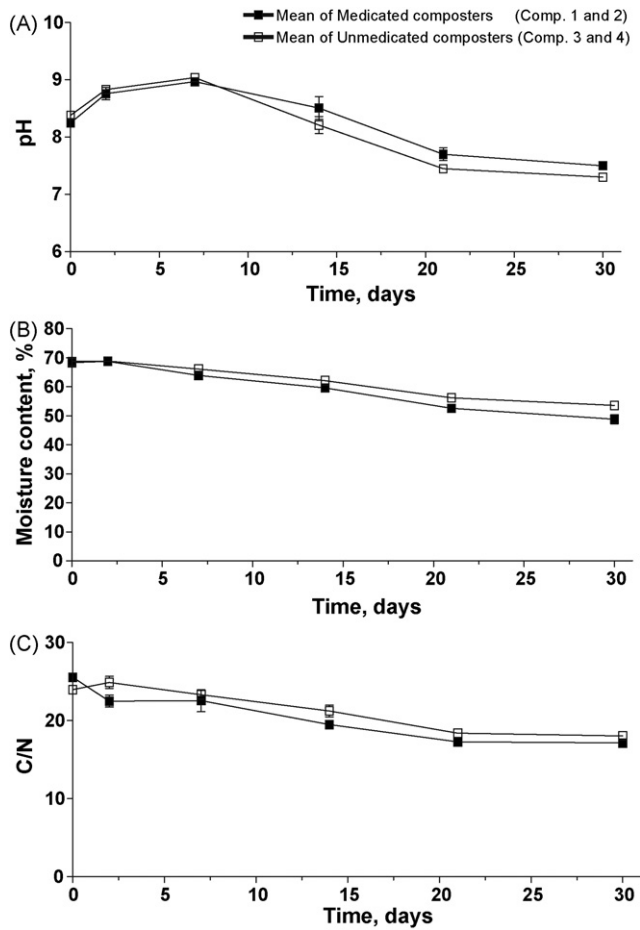 (A)
Mean of Medicated composters (Comp. 1 and 2)
Mean of Unmedicated composters (Comp. 3 and 4)
10
9
8
7
6
pH
0 5 10 15 20 25 30
Time, days
(B)
80
70
60
50
40
30
20
10
0
Moisture content, %
0 5 10 15 20 25 30
Time, days
(C)
30
20
10
0
C/N
0 5 10 15 20 25 30
Time, days